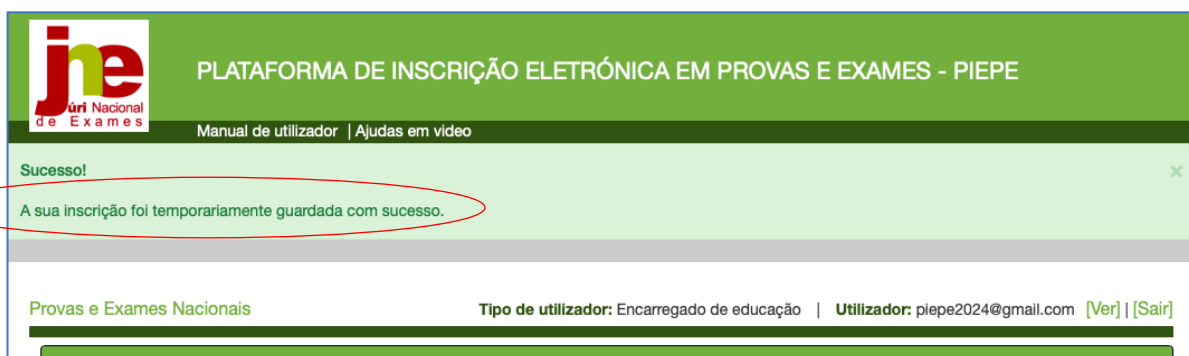 jne
Júri Nacional
de Exames
PLATAFORMA DE INSCRIÇÃO ELETRÓNICA EM PROVAS E EXAMES - PIEPE
Manual de utilizador | Ajudas em video
Sucesso!
×
A sua inscrição foi temporariamente guardada com sucesso.
Provas e Exames Nacionais Tipo de utilizador: Encarregado de educação | Utilizador: piepe2024@gmail.com [Ver] | [Sair]